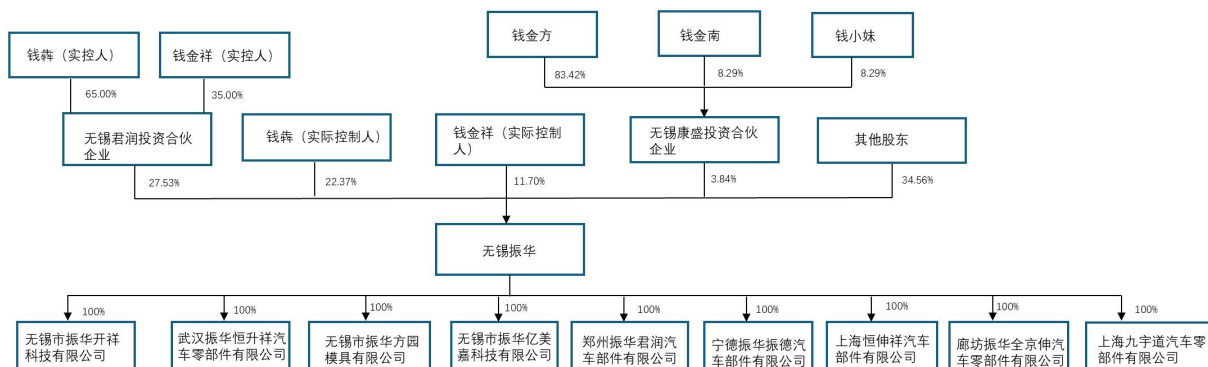 钱犇（实控人）
钱金祥（实控人）
钱金方
钱金南
钱小妹
65.00%
35.00%
83.42%
8.29%
8.29%
无锡君润投资合伙
企业
钱犇（实际控制人）
钱金祥（实际控制
人）
无锡康盛投资合伙
企业
其他股东
27.53%
22.37%
11.70%
3.84%
34.56%
无锡振华
100%
100%
100%
100%
100%
100%
100%
100%
100%
无锡市振华开祥
科技有限公司
武汉振华恒升祥汽
车零部件有限公司
无锡市振华方园
模具有限公司
无锡市振华亿美
嘉科技有限公司
郑州振华君润汽
车部件有限公司
宁德振华振德汽
车部件有限公司
上海恒伸祥汽车
部件有限公司
廊坊振华全京伸汽
车零部件有限公司
上海九宇道汽车零
部件有限公司